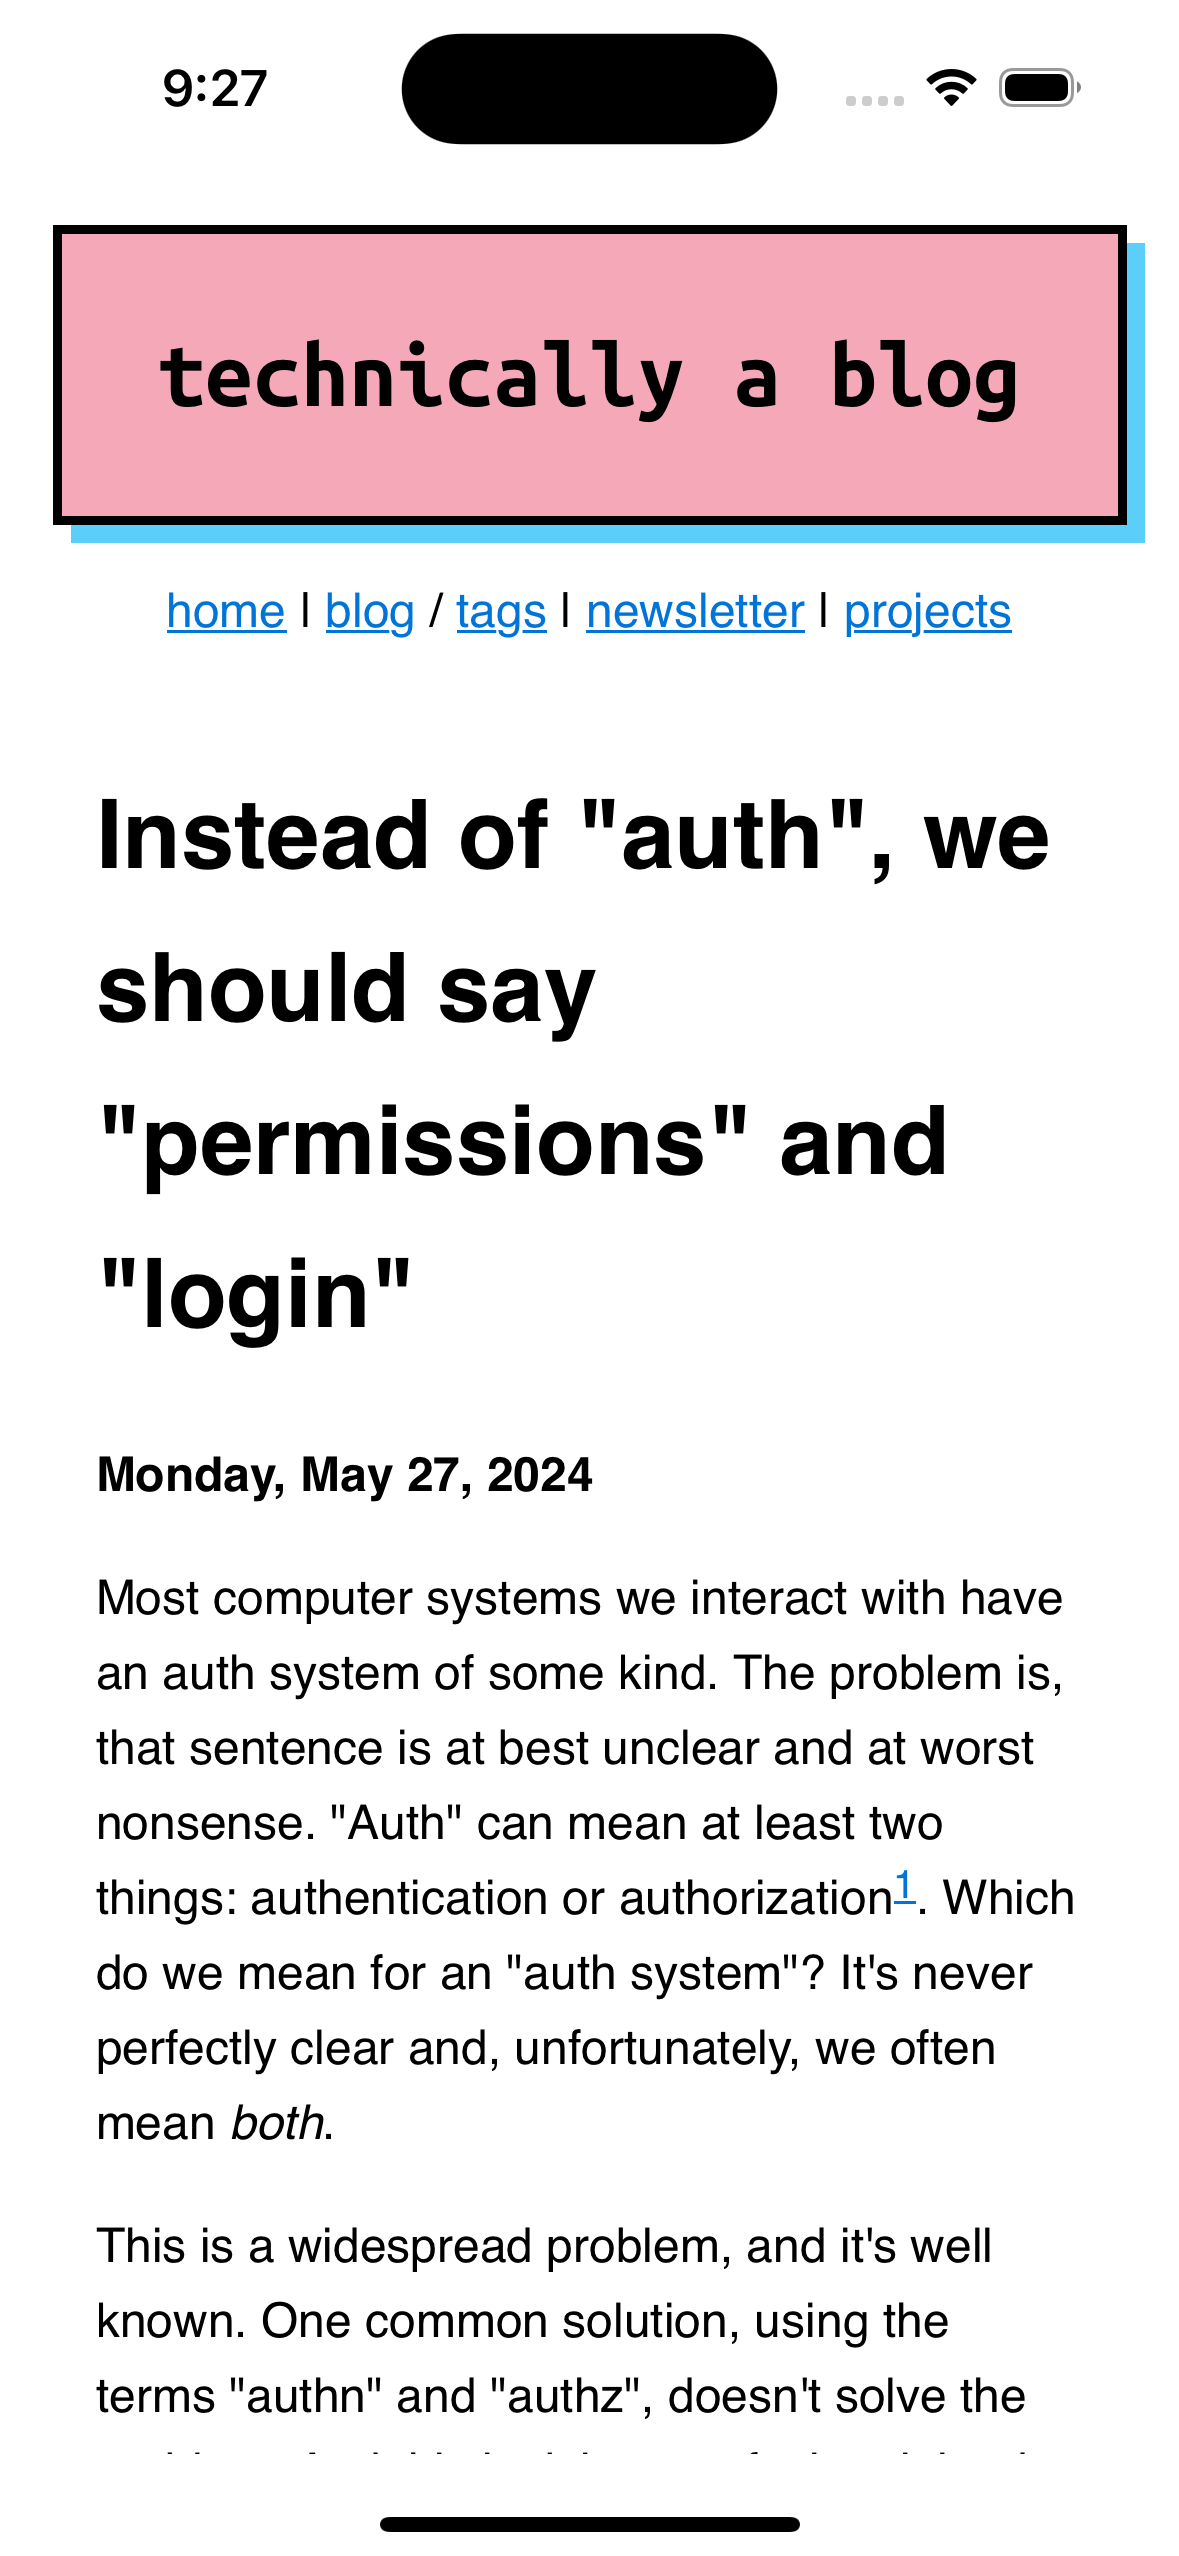 9:27
technically a blog
home | blog / tags | newsletter | projects
Instead of "auth", we
should say
"permissions" and
"login"
Monday, May 27, 2024
Most computer systems we interact with have
an auth system of some kind. The problem is,
that sentence is at best unclear and at worst
nonsense. "Auth" can mean at least two
things: authentication or authorization1. Which
do we mean for an "auth system"? It's never
perfectly clear and, unfortunately, we often
mean both.
This is a widespread problem, and it's well
known. One common solution, using the
terms "authn" and "authz", doesn't solve the